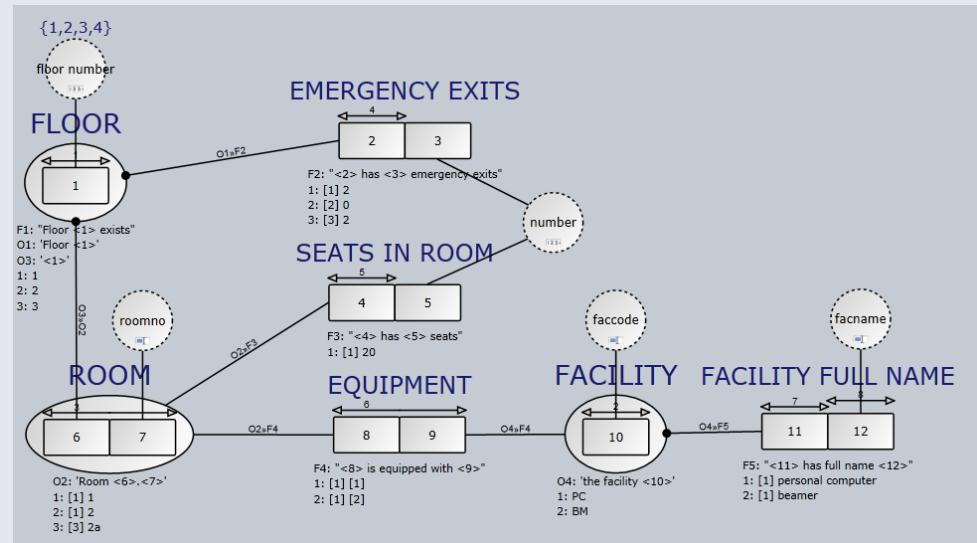 {1,2,3,4}
floor number
FLOOR
1
1
O1»F2
EMERGENCY EXITS
4
2
3
F2: "<2> has <3> emergency exits"
1: [1] 2
2: [2] 0
3: [3] 2
F1: "Floor <1> exists"
O1: 'Floor <1>'
O3: '<1>'
1: 1
2: 2
3: 3
number
SEATS IN ROOM
5
4
5
F3: "<4> has <5> seats"
1: [1] 20
O3»O2
roomno
O2»F3
faccode
facname
ROOM
3
6
7
O2: 'Room <6>.<7>'
1: [1] 1
2: [1] 2
3: [3] 2a
O2»F4
EQUIPMENT
6
8
9
F4: "<8> is equipped with <9>"
1: [1] [1]
2: [1] [2]
O4»F4
FACILITY
2
10
O4: 'the facility <10>'
1: PC
2: BM
O4»F5
FACILITY FULL NAME
7
8
11
12
F5: "<11> has full name <12>"
1: [1] personal computer
2: [1] beamer